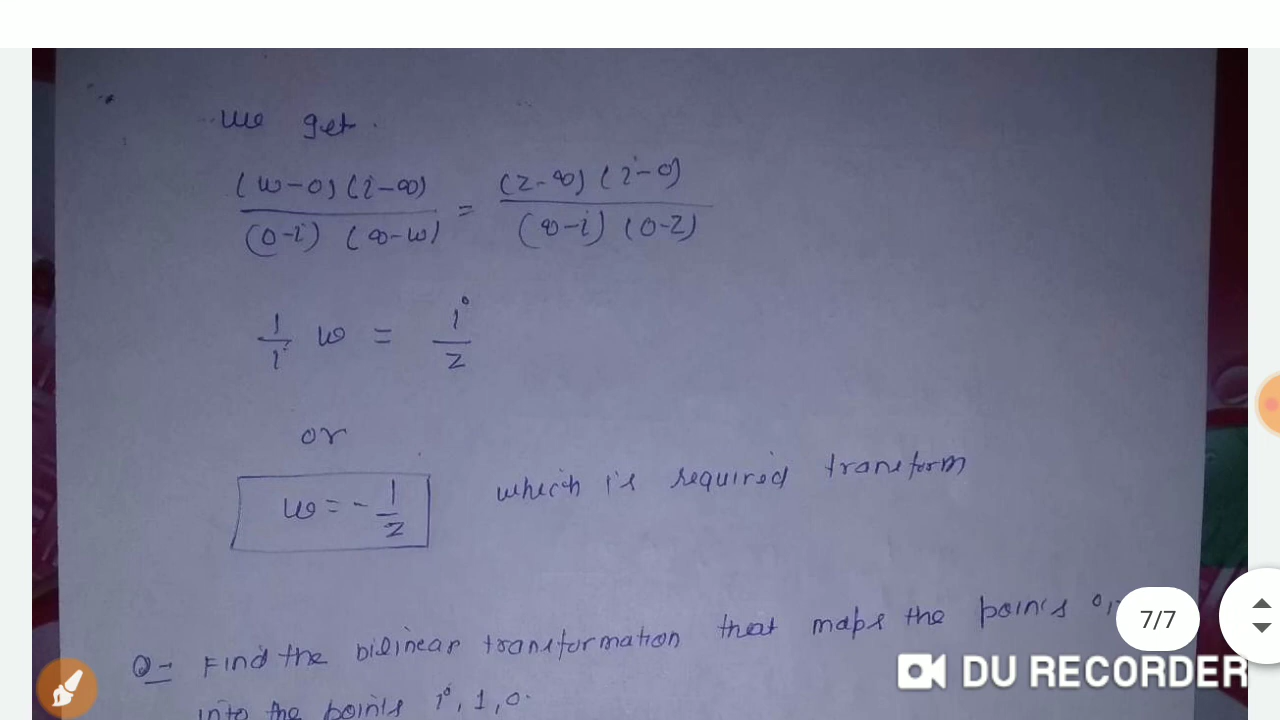 We get.
(w-0)(i-∞) / (0-i)(∞-w) = (z-∞)(i-0) / (∞-i)(0-z)
1/i w = i/z
or
w = -1/z which is required transform
Q→ Find the bilinear transformation that maps the points
into the points i, 1, 0.
7/7
DU RECORDER